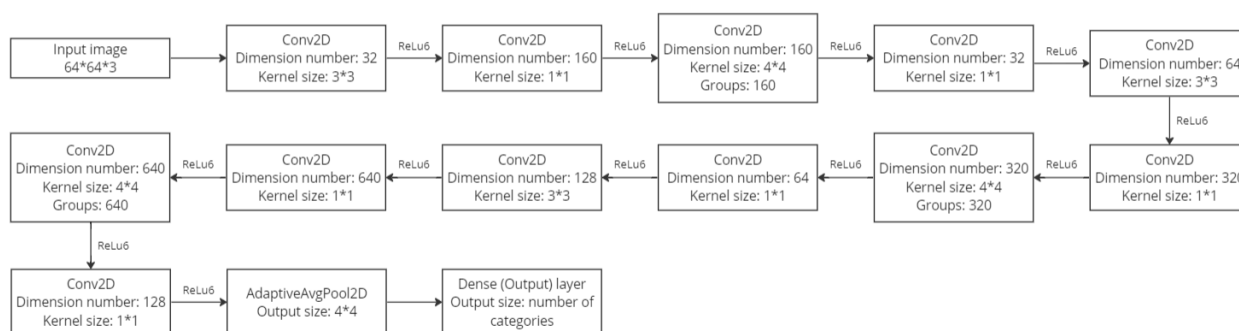 Input image
64*64*3
Conv2D
Dimension number: 32
Kernel size: 3*3
ReLu6
Conv2D
Dimension number: 160
Kernel size: 1*1
ReLu6
Conv2D
Dimension number: 160
Kernel size: 4*4
Groups: 160
ReLu6
Conv2D
Dimension number: 32
Kernel size: 1*1
ReLu6
Conv2D
Dimension number: 64
Kernel size: 3*3
ReLu6
Conv2D
Dimension number: 320
Kernel size: 1*1
ReLu6
Conv2D
Dimension number: 320
Kernel size: 4*4
Groups: 320
ReLu6
Conv2D
Dimension number: 64
Kernel size: 1*1
ReLu6
Conv2D
Dimension number: 128
Kernel size: 3*3
ReLu6
Conv2D
Dimension number: 640
Kernel size: 1*1
ReLu6
Conv2D
Dimension number: 640
Kernel size: 4*4
Groups: 640
ReLu6
Conv2D
Dimension number: 128
Kernel size: 1*1
ReLu6
AdaptiveAvgPool2D
Output size: 4*4
Dense (Output) layer
Output size: number of
categories